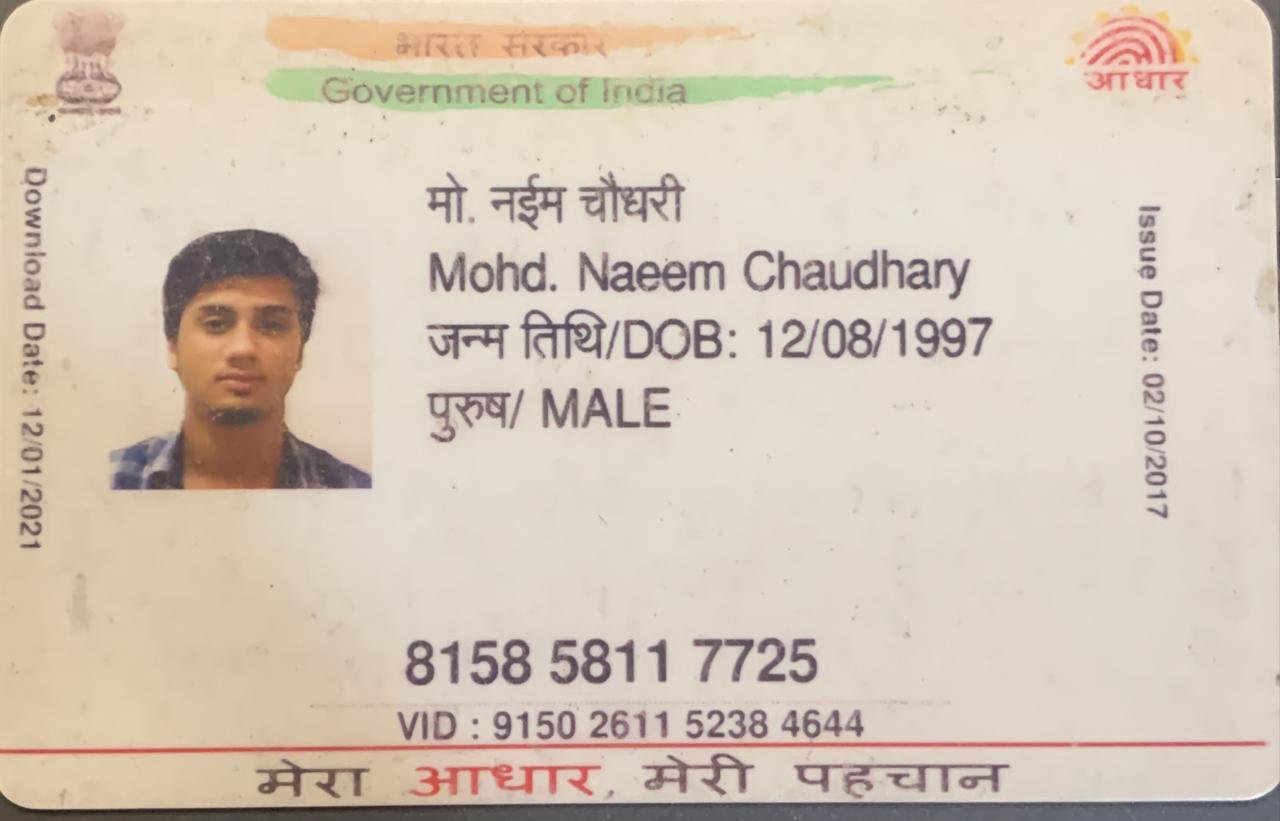 भारत सरकार
Government of India
आधार
Download Date: 12/01/2021
मो. नईम चौधरी
Mohd. Naeem Chaudhary
जन्म तिथि/DOB: 12/08/1997
पुरुष/ MALE
Issue Date: 02/10/2017
8158 5811 7725
VID : 9150 2611 5238 4644
मेरा आधार, मेरी पहचान